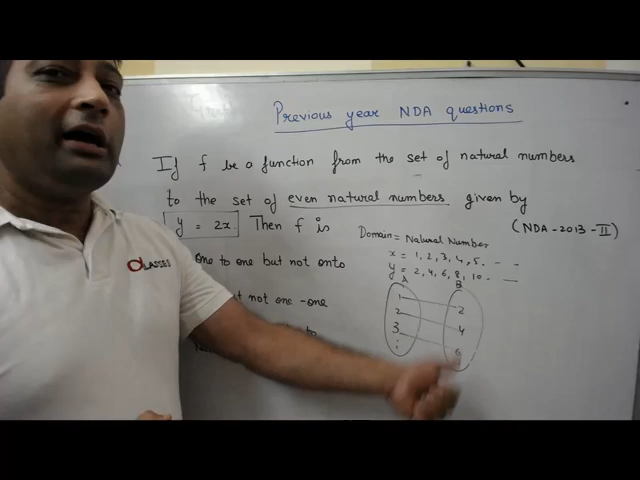 Previous year NDA questions
If f be a function from the set of natural numbers
to the set of even natural numbers given by
y = 2x Then f is
(NDA-2013-II)
Domain = Natural Number
x = 1, 2, 3, 4, 5. - -
y = 2, 4, 6, 8, 10. - —
one to one but not onto
not one-one
A B
1 2
2 4
3 6
CLASSES